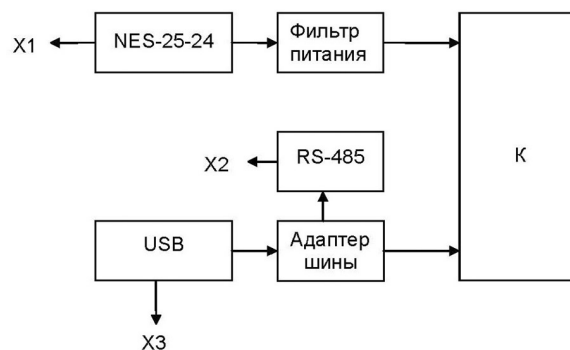 X1
NES-25-24
Фильтр
питания
К
X2
RS-485
USB
Адаптер
шины
X3